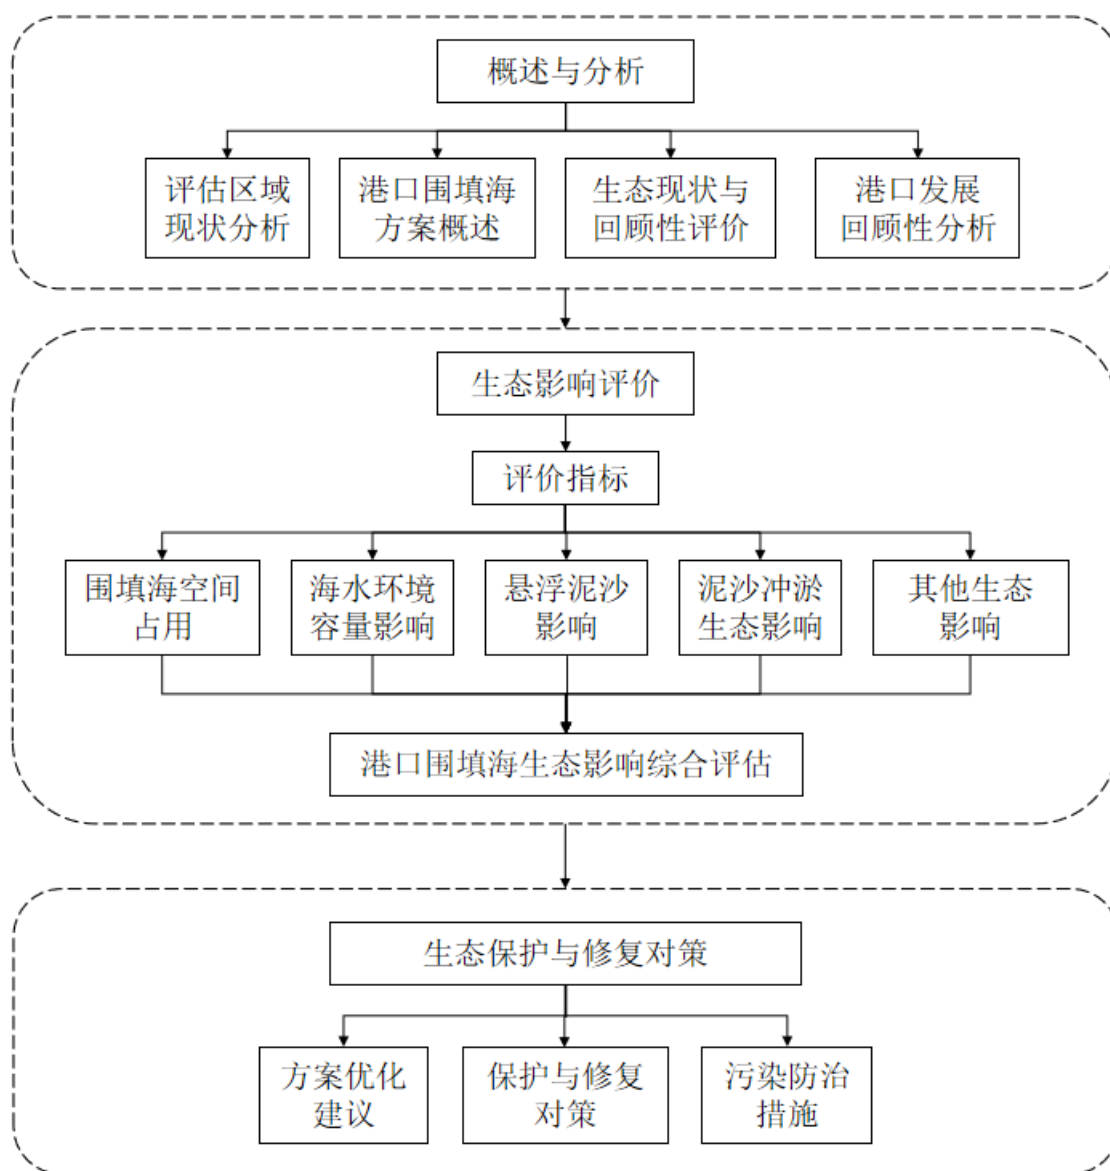 概述与分析
评估区域
现状分析
港口围填海
方案概述
生态现状与
回顾性评价
港口发展
回顾性分析
生态影响评价
评价指标
围填海空间
占用
海水环境
容量影响
悬浮泥沙
影响
泥沙冲淤
生态影响
其他生态
影响
港口围填海生态影响综合评估
生态保护与修复对策
方案优化
建议
保护与修复
对策
污染防治
措施